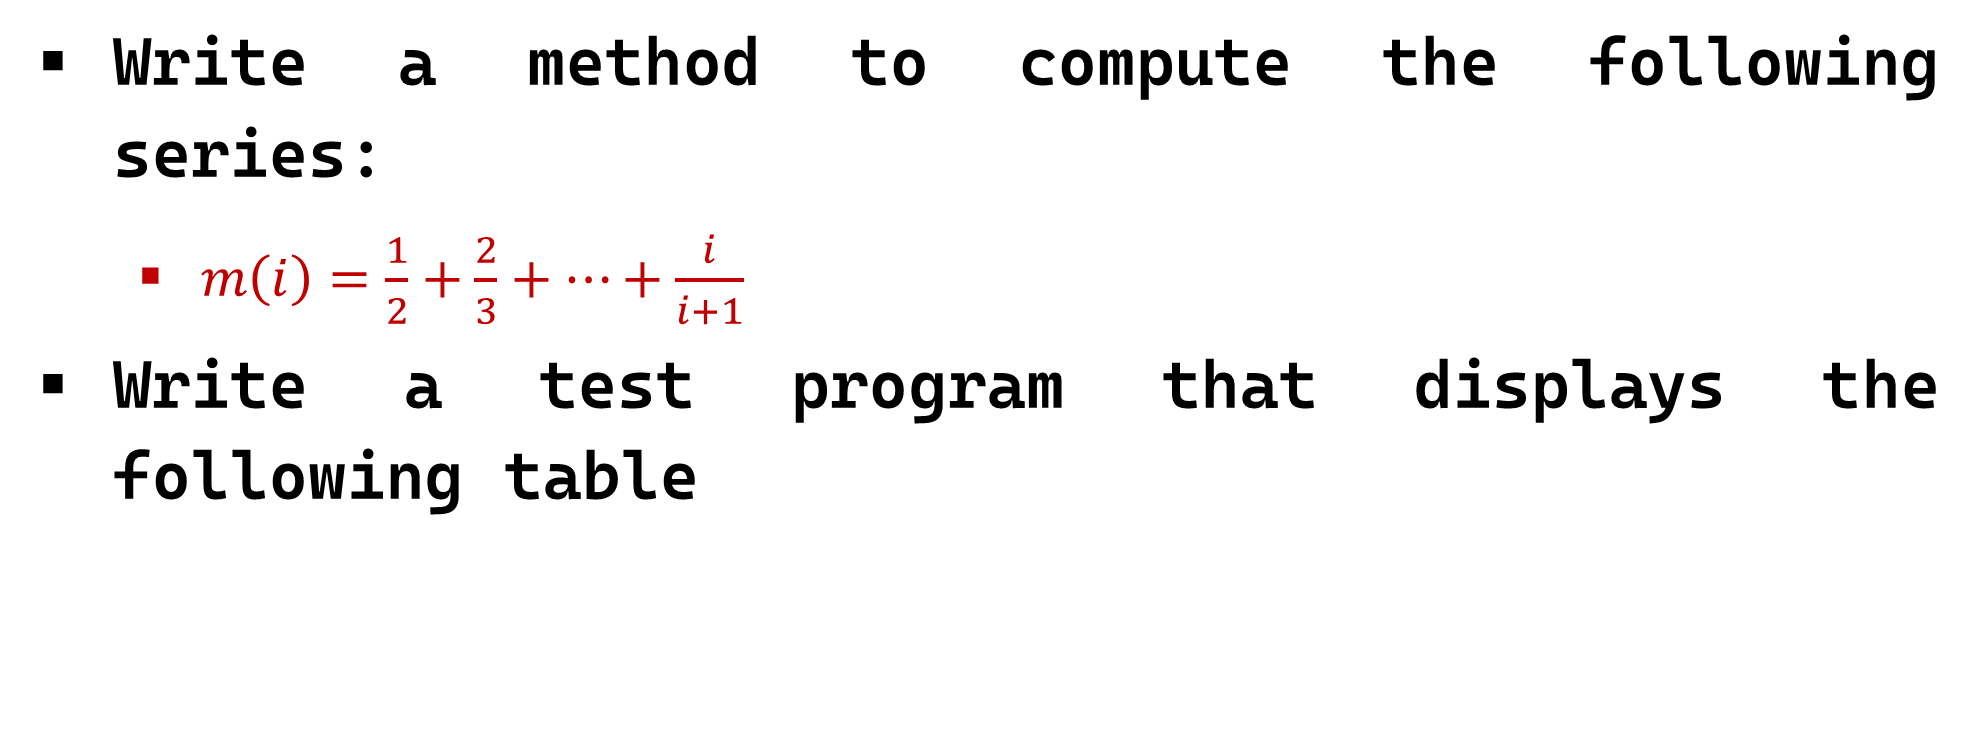 ▪ Write a method to compute the following
series:
▪ m(i) = 1/2 + 2/3 + ⋯ + i/(i+1)
▪ Write a test program that displays the
following table